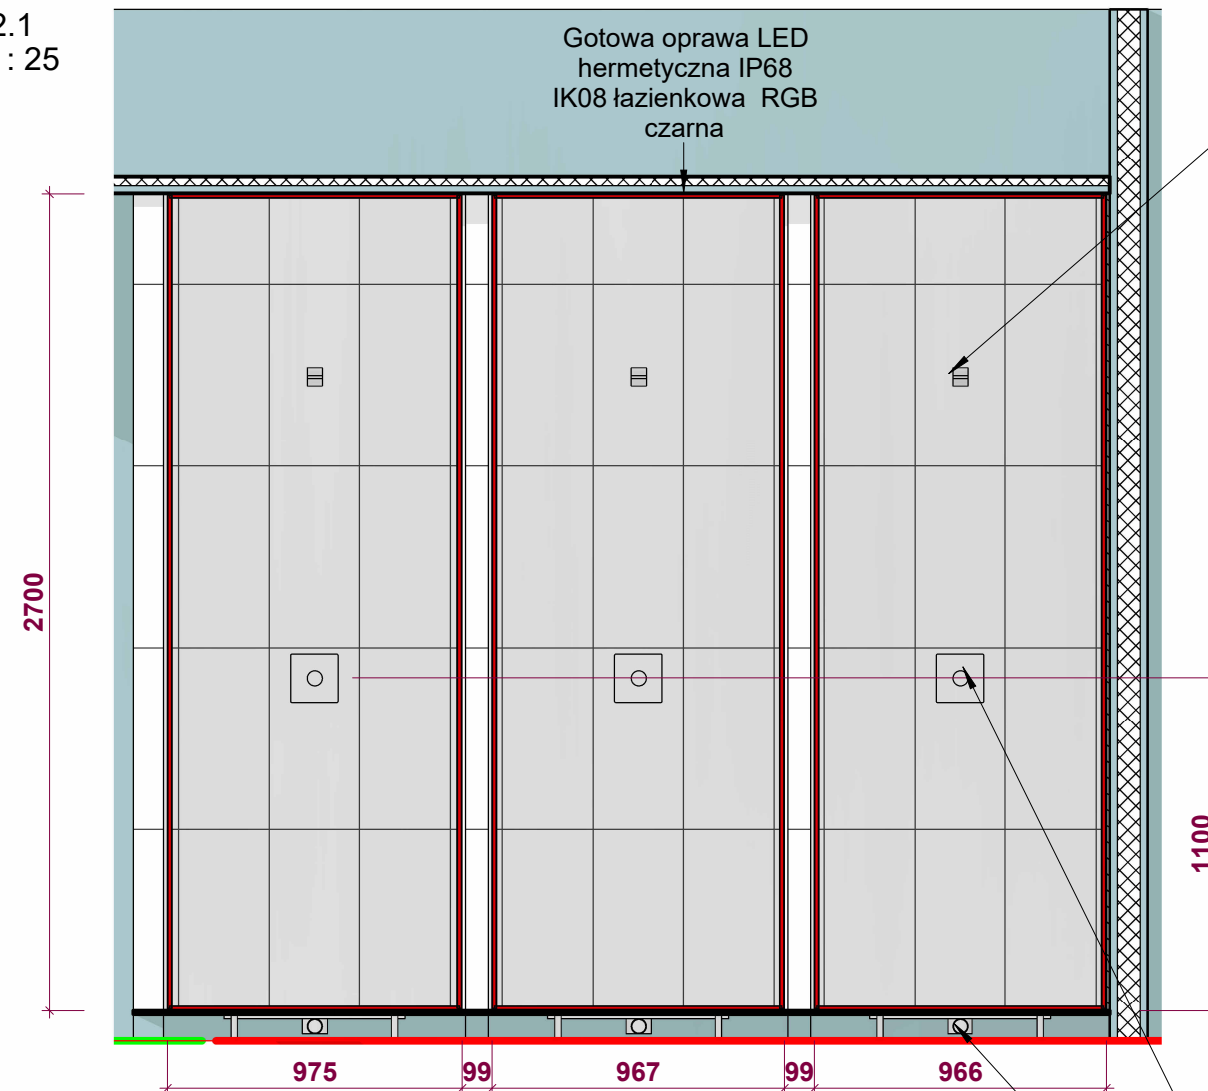 2.1
: 25
Gotowa oprawa LED
hermetyczna IP68
IK08 łazienkowa RGB
czarna
2700
1100
975
99
967
99
966